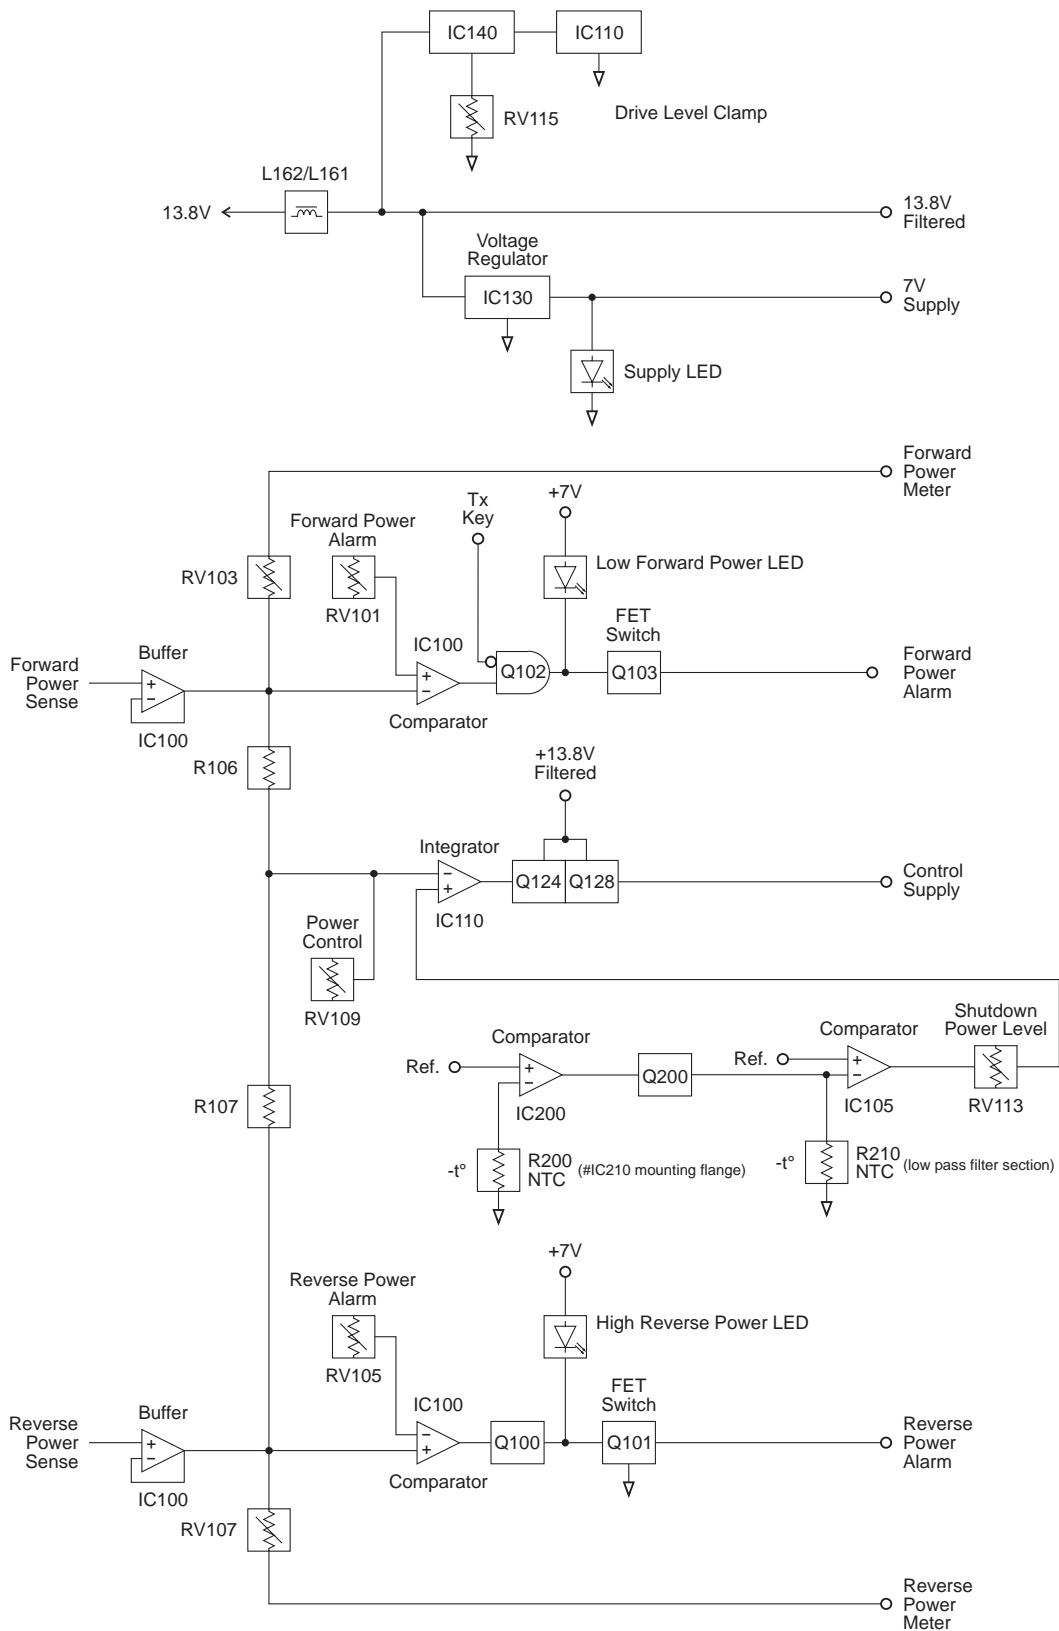 IC140
IC110
RV115
Drive Level Clamp
L162/L161
13.8V
13.8V
Filtered
Voltage
Regulator
IC130
7V
Supply
Supply LED
Forward
Power
Meter
Tx
Key
+7V
Forward Power
Alarm
RV103
RV101
Low Forward Power LED
IC100
FET
Switch
Buffer
Forward
Power
Sense
+
−
IC100
+
−
Comparator
Q102
Q103
Forward
Power
Alarm
R106
+13.8V
Filtered
Integrator
−
+
IC110
Q124
Q128
Control
Supply
Power
Control
RV109
Comparator
Ref.
+
−
IC200
Q200
Comparator
Ref.
+
−
IC105
Shutdown
Power Level
RV113
R107
-t°
R200
NTC (#IC210 mounting flange)
-t°
R210
NTC (low pass filter section)
+7V
Reverse Power
Alarm
RV105
High Reverse Power LED
IC100
FET
Switch
Buffer
Reverse
Power
Sense
+
−
IC100
−
+
Comparator
Q100
Q101
Reverse
Power
Alarm
RV107
Reverse
Power
Meter